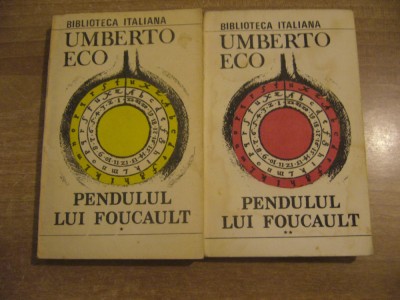 BIBLIOTECA ITALIANA
UMBERTO
ECO
PENDULUL
LUI FOUCAULT
*
BIBLIOTECA ITALIANA
UMBERTO
ECO
PENDULUL
LUI FOUCAULT
**